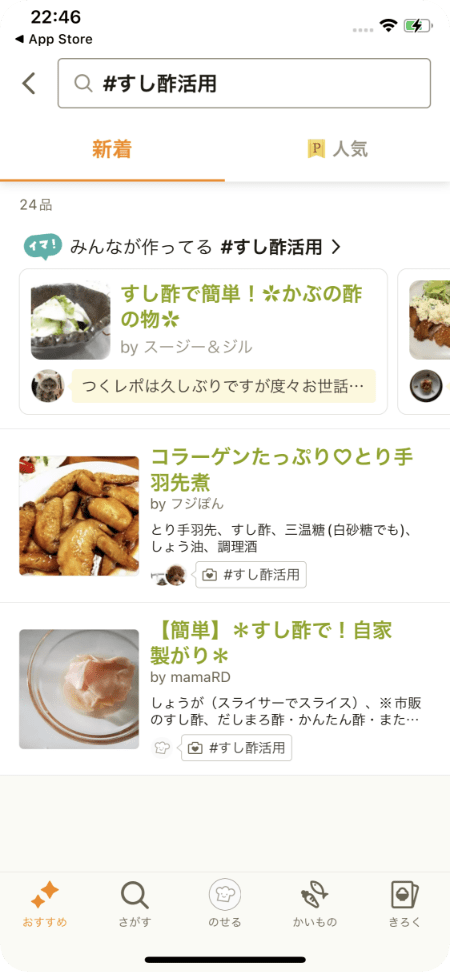 22:46
◀ App Store
#すし酢活用
新着
P 人気
24品
イマ! みんなが作ってる #すし酢活用
すし酢で簡単！✲かぶの酢
の物✲
by スージー＆ジル
つくレポは久しぶりですが度々お世話…
コラーゲンたっぷり♡とり手
羽先煮
by フジぽん
とり手羽先、すし酢、三温糖(白砂糖でも)、
しょう油、調理酒
#すし酢活用
【簡単】＊すし酢で！自家
製がり＊
by mamaRD
しょうが（スライサーでスライス）、※市販
のすし酢、だしまろ酢・かんたん酢・また…
#すし酢活用
おすすめ
さがす
のせる
かいもの
きろく